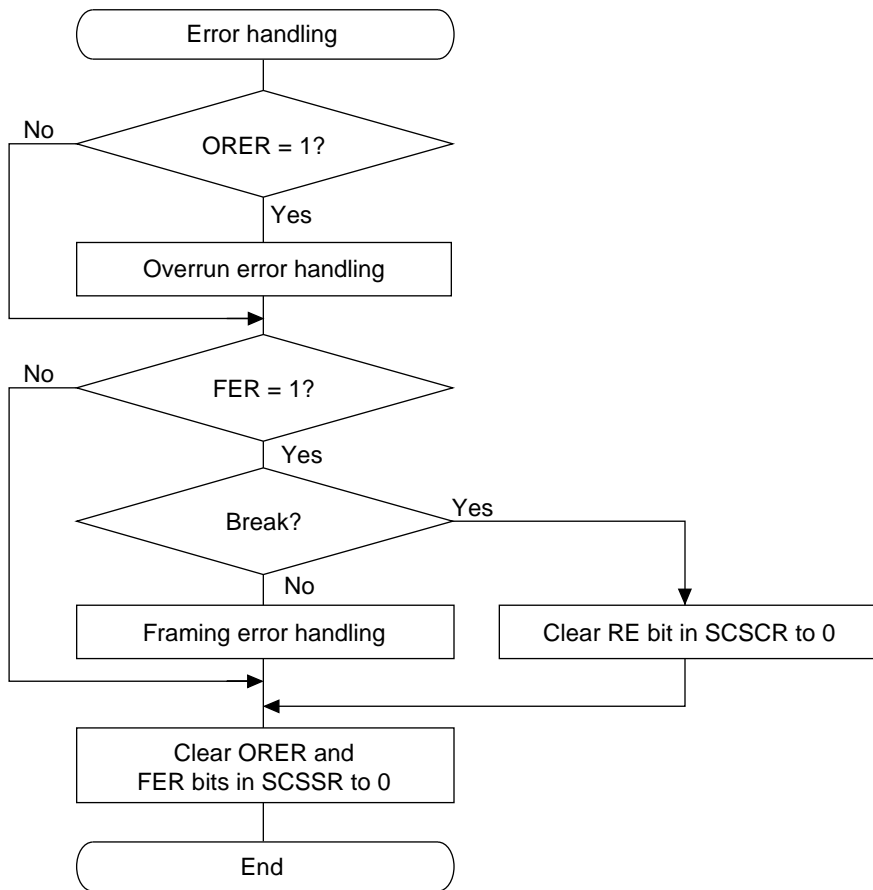 Error handling
No
ORER = 1?
Yes
Overrun error handling
No
FER = 1?
Yes
Break?
Yes
No
Framing error handling
Clear RE bit in SCSCR to 0
Clear ORER and
FER bits in SCSSR to 0
End